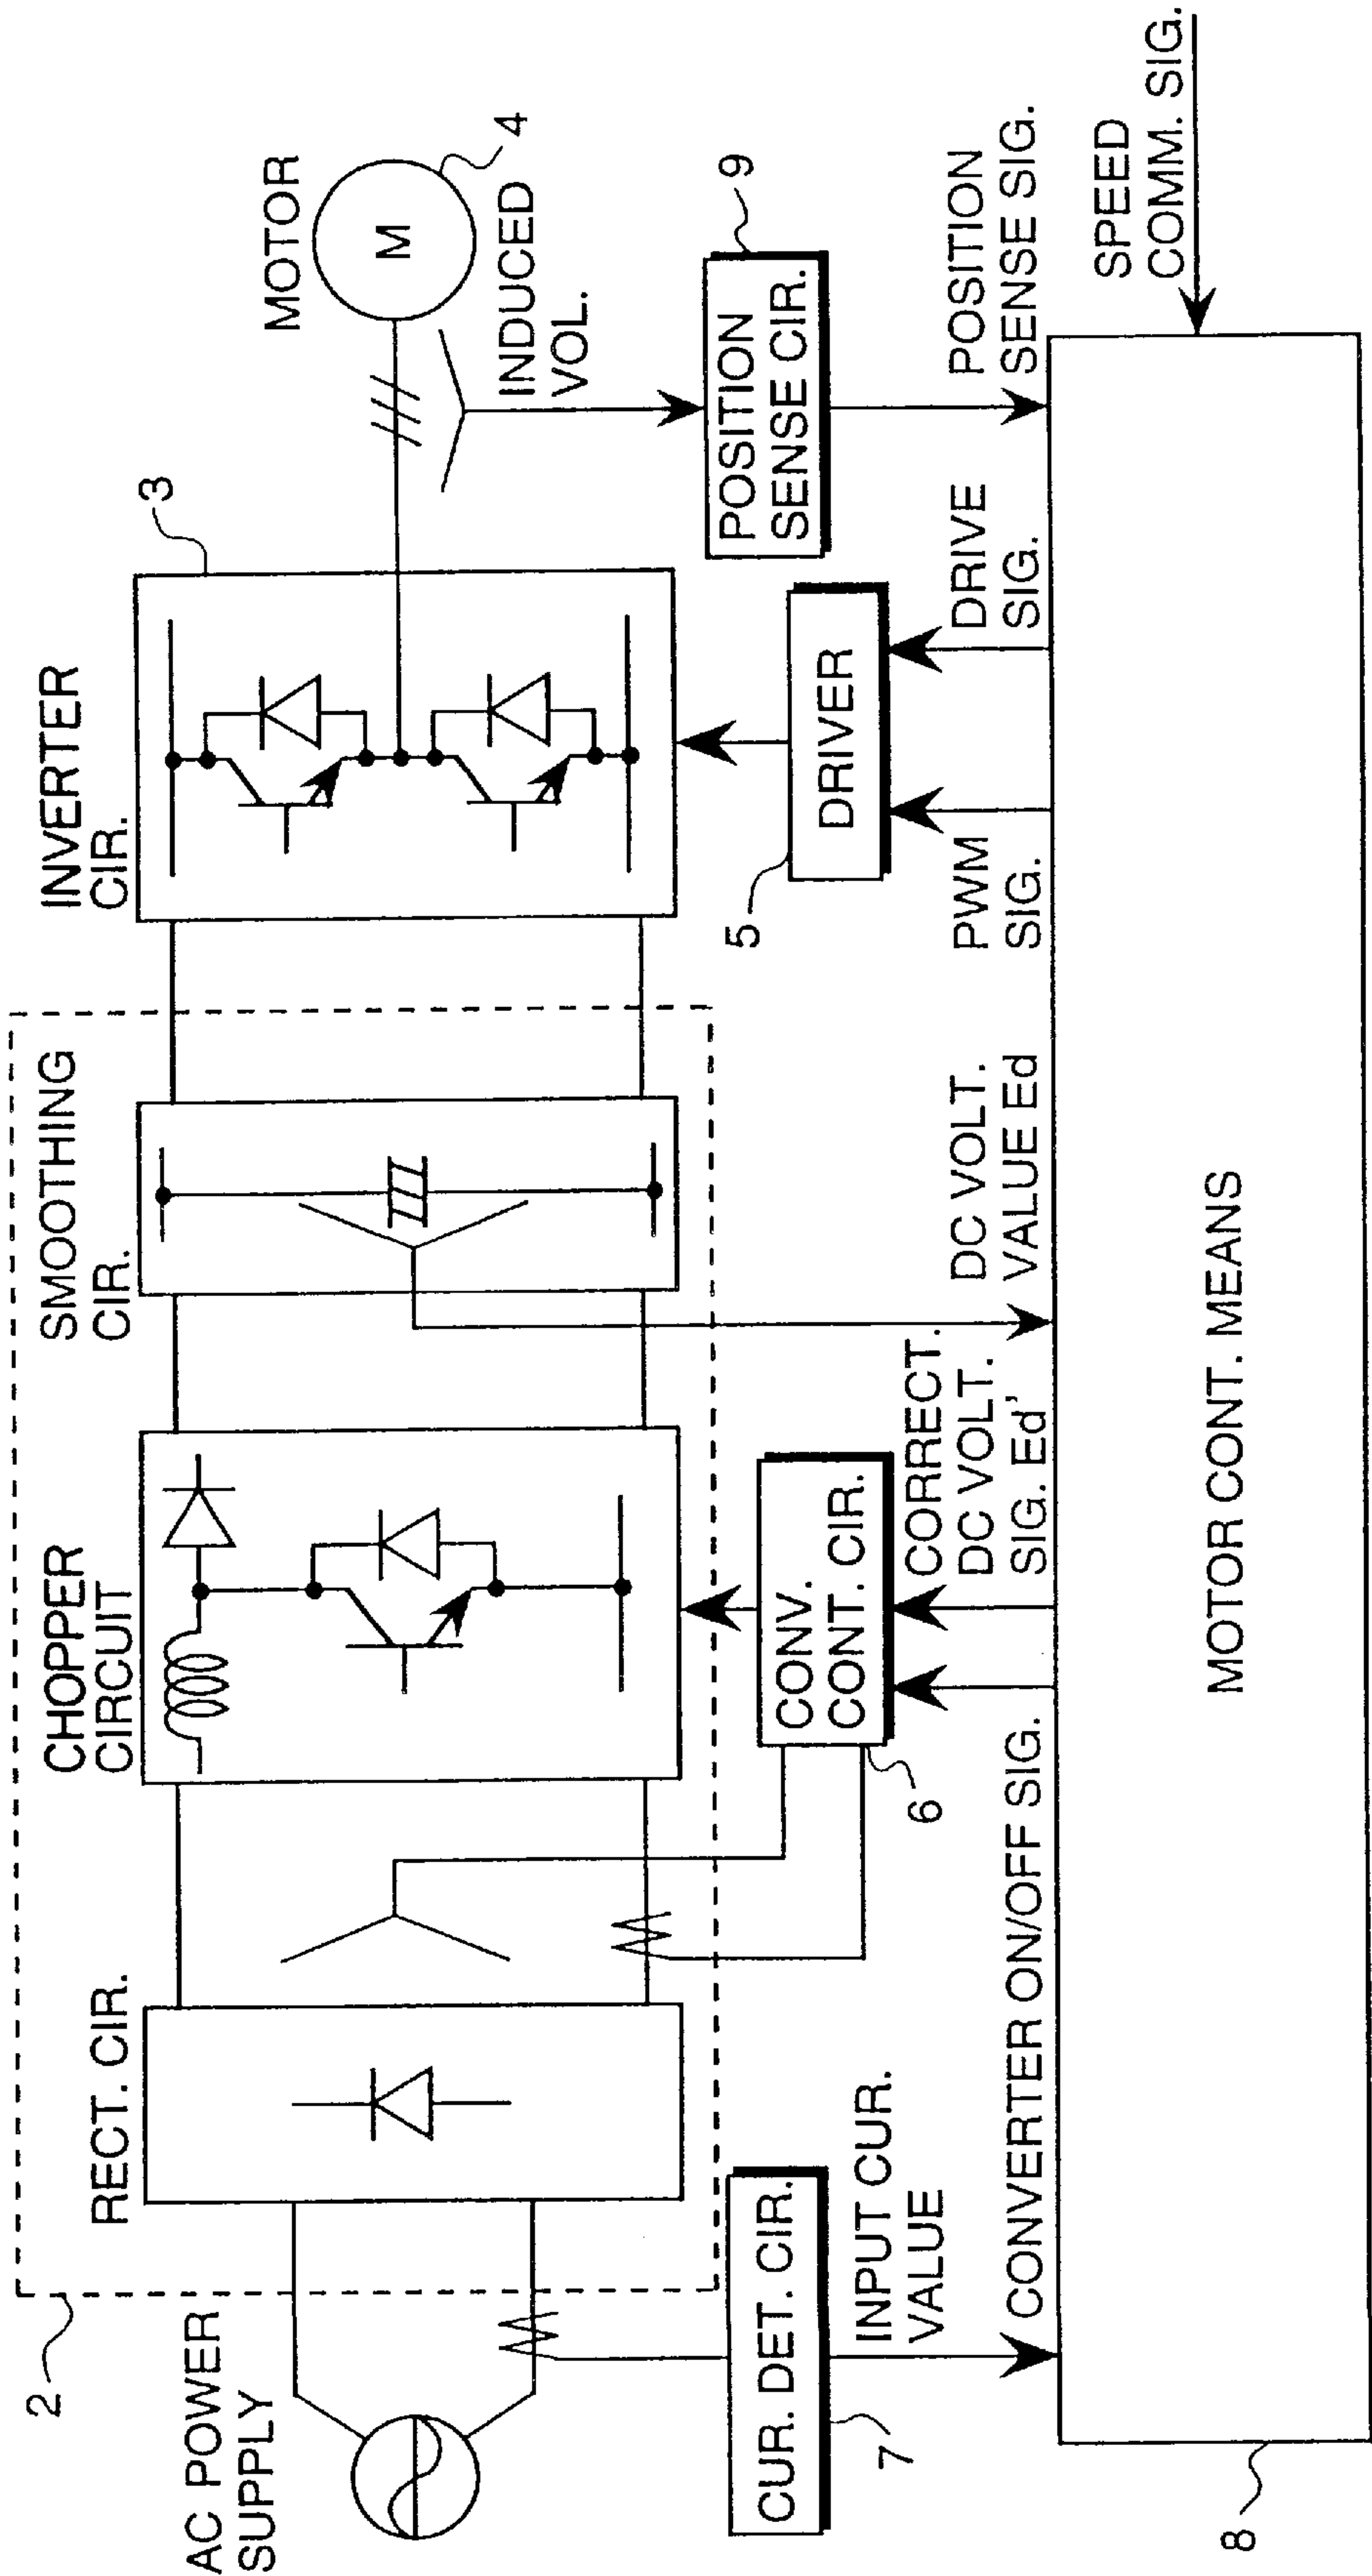 2
AC POWER
SUPPLY
RECT. CIR.
CHOPPER
CIRCUIT
SMOOTHING
CIR.
INVERTER
CIR.
3
MOTOR
M
4
INDUCED
VOL.
CUR. DET. CIR.
7
INPUT CUR.
VALUE
CONV.
CONT. CIR.
6
CONVERTER ON/OFF SIG.
CORRECT.
DC VOLT.
SIG. Ed'
DC VOLT.
VALUE Ed
DRIVER
5
PWM
SIG.
DRIVE
SIG.
POSITION
SENSE CIR.
9
POSITION
SENSE SIG.
SPEED
COMM. SIG.
MOTOR CONT. MEANS
8